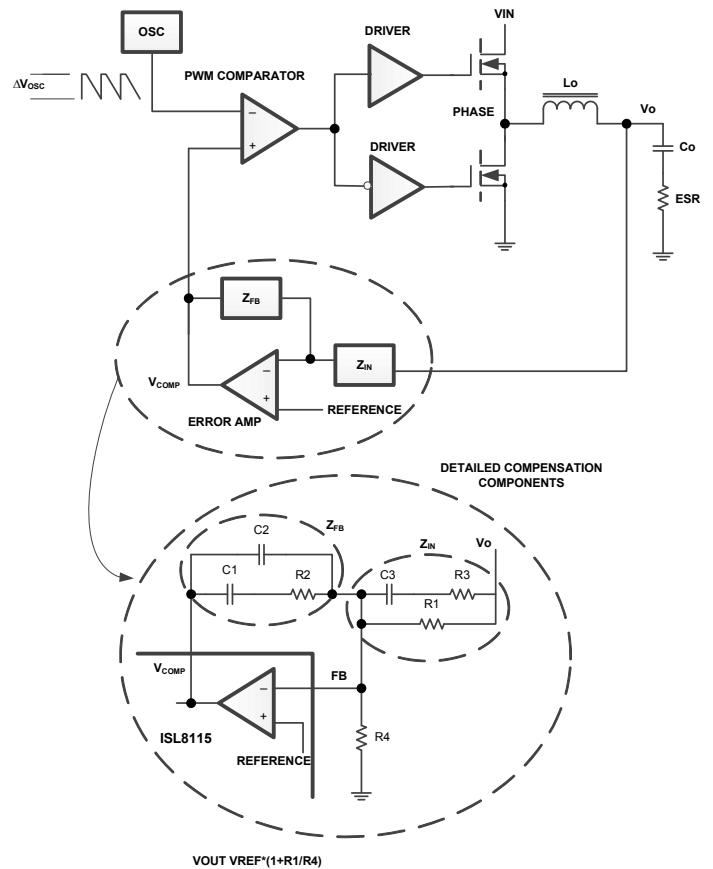 VIN
DRIVER
OSC
ΔVOSC
PWM COMPARATOR
Lo
PHASE
Vo
DRIVER
Co
ESR
ZFB
ZIN
VCOMP
REFERENCE
ERROR AMP
DETAILED COMPENSATION
COMPONENTS
C2
ZFB
ZIN
Vo
C1
R2
C3
R3
R1
VCOMP
FB
R4
ISL8115
REFERENCE
VOUT VREF*(1+R1/R4)